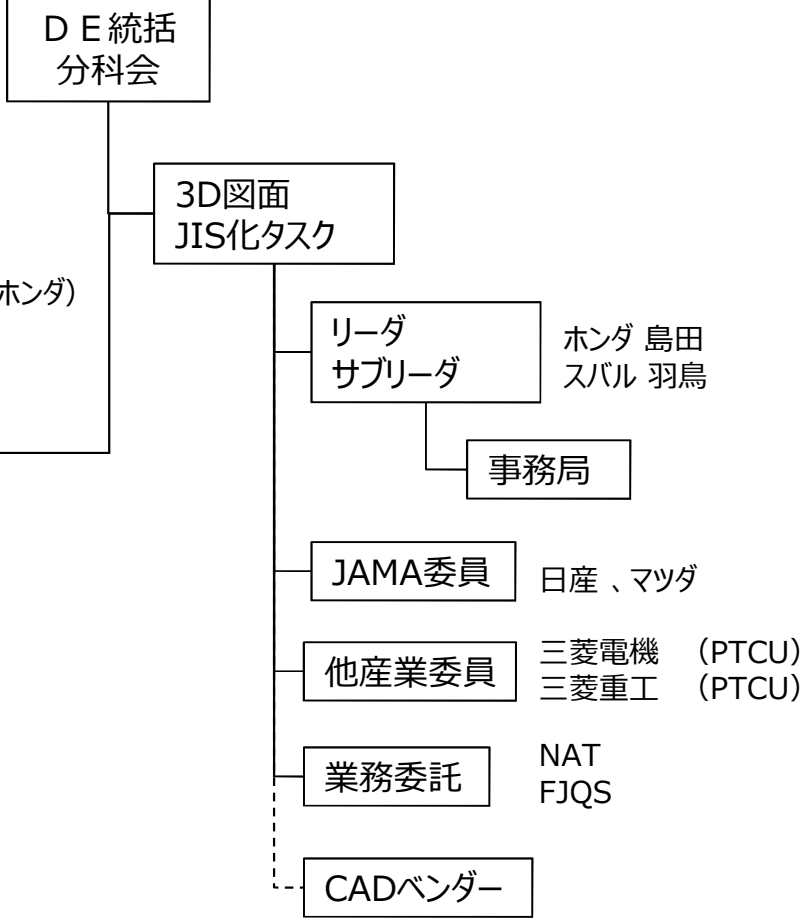 ＤＥ統括
分科会
3D図面
JIS化タスク
ホンダ）
リーダ
サブリーダ
ホンダ 島田
スバル 羽鳥
事務局
JAMA委員
日産 、マツダ
他産業委員
三菱電機　（PTCU）
三菱重工　（PTCU）
業務委託
NAT
FJQS
CADベンダー